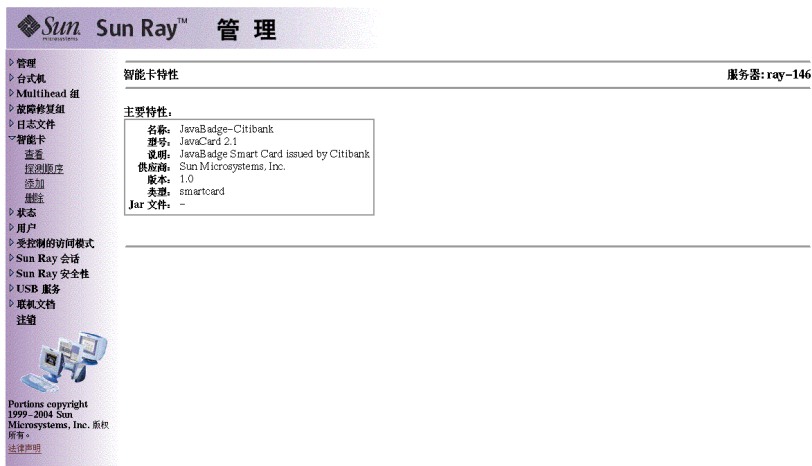 Sun microsystems Sun Ray™ 管 理
管理
台式机
Multihead 组
故障修复组
日志文件
智能卡
查看
探测顺序
添加
删除
状态
用户
受控制的访问模式
Sun Ray 会话
Sun Ray 安全性
USB 服务
联机文档
注销
Portions copyright
1999-2004 Sun
Microsystems, Inc. 版权
所有。
法律声明
智能卡特性 服务器: ray-146
主要特性:
名称: JavaBadge-Citibank
型号: JavaCard 2.1
说明: JavaBadge Smart Card issued by Citibank
供应商: Sun Microsystems, Inc.
版本: 1.0
类型: smartcard
Jar 文件: -